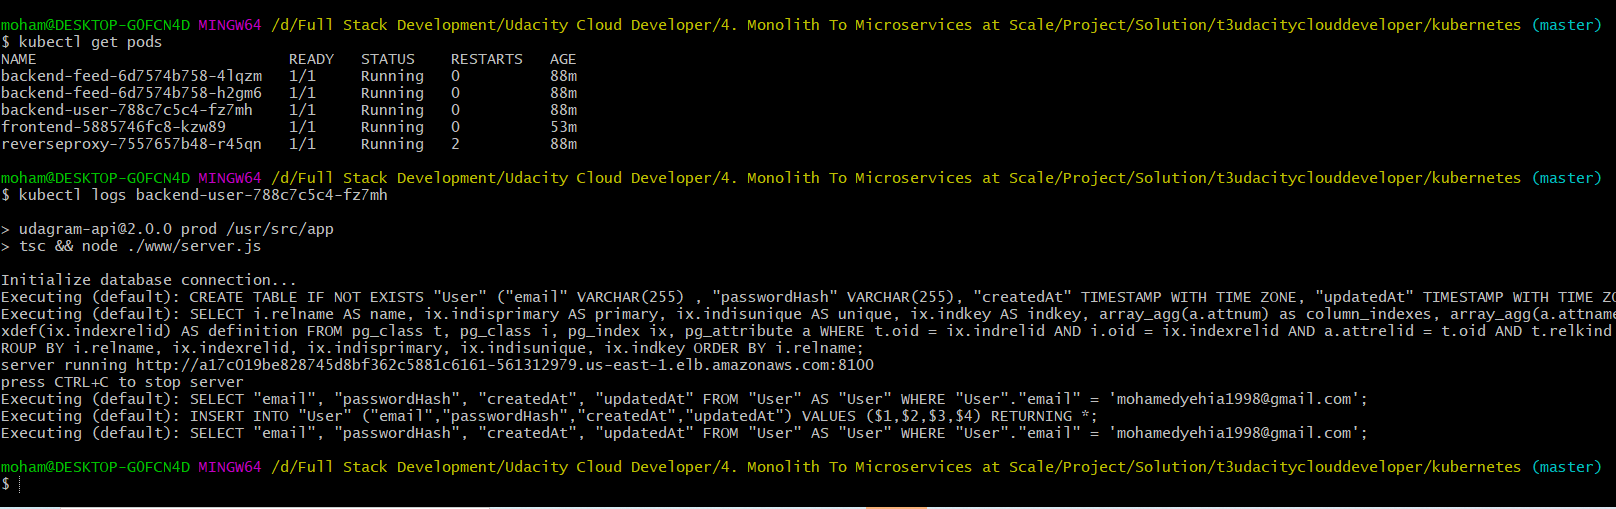 moham@DESKTOP-G0FCN4D MINGW64 /d/Full Stack Development/Udacity Cloud Developer/4. Monolith To Microservices at Scale/Project/Solution/t3udacityclouddeveloper/kubernetes (master)
$ kubectl get pods
NAME READY STATUS RESTARTS AGE
backend-feed-6d7574b758-4lqzm 1/1 Running 0 88m
backend-feed-6d7574b758-h2gm6 1/1 Running 0 88m
backend-user-788c7c5c4-fz7mh 1/1 Running 0 88m
frontend-5885746fc8-kzw89 1/1 Running 0 53m
reverseproxy-7557657b48-r45qn 1/1 Running 2 88m
moham@DESKTOP-G0FCN4D MINGW64 /d/Full Stack Development/Udacity Cloud Developer/4. Monolith To Microservices at Scale/Project/Solution/t3udacityclouddeveloper/kubernetes (master)
$ kubectl logs backend-user-788c7c5c4-fz7mh
> udagram-api@2.0.0 prod /usr/src/app
> tsc && node ./www/server.js
Initialize database connection...
Executing (default): CREATE TABLE IF NOT EXISTS "User" ("email" VARCHAR(255) , "passwordHash" VARCHAR(255), "createdAt" TIMESTAMP WITH TIME ZONE, "updatedAt" TIMESTAMP WITH TIME ZO
Executing (default): SELECT i.relname AS name, ix.indisprimary AS primary, ix.indisunique AS unique, ix.indkey AS indkey, array_agg(a.attnum) as column_indexes, array_agg(a.attname
xdef(ix.indexrelid) AS definition FROM pg_class t, pg_class i, pg_index ix, pg_attribute a WHERE t.oid = ix.indrelid AND i.oid = ix.indexrelid AND a.attrelid = t.oid AND t.relkind
ROUP BY i.relname, ix.indexrelid, ix.indisprimary, ix.indisunique, ix.indkey ORDER BY i.relname;
server running http://a17c019be828745d8bf362c5881c6161-561312979.us-east-1.elb.amazonaws.com:8100
press CTRL+C to stop server
Executing (default): SELECT "email", "passwordHash", "createdAt", "updatedAt" FROM "User" AS "User" WHERE "User"."email" = 'mohamedyehia1998@gmail.com';
Executing (default): INSERT INTO "User" ("email","passwordHash","createdAt","updatedAt") VALUES ($1,$2,$3,$4) RETURNING *;
Executing (default): SELECT "email", "passwordHash", "createdAt", "updatedAt" FROM "User" AS "User" WHERE "User"."email" = 'mohamedyehia1998@gmail.com';
moham@DESKTOP-G0FCN4D MINGW64 /d/Full Stack Development/Udacity Cloud Developer/4. Monolith To Microservices at Scale/Project/Solution/t3udacityclouddeveloper/kubernetes (master)
$